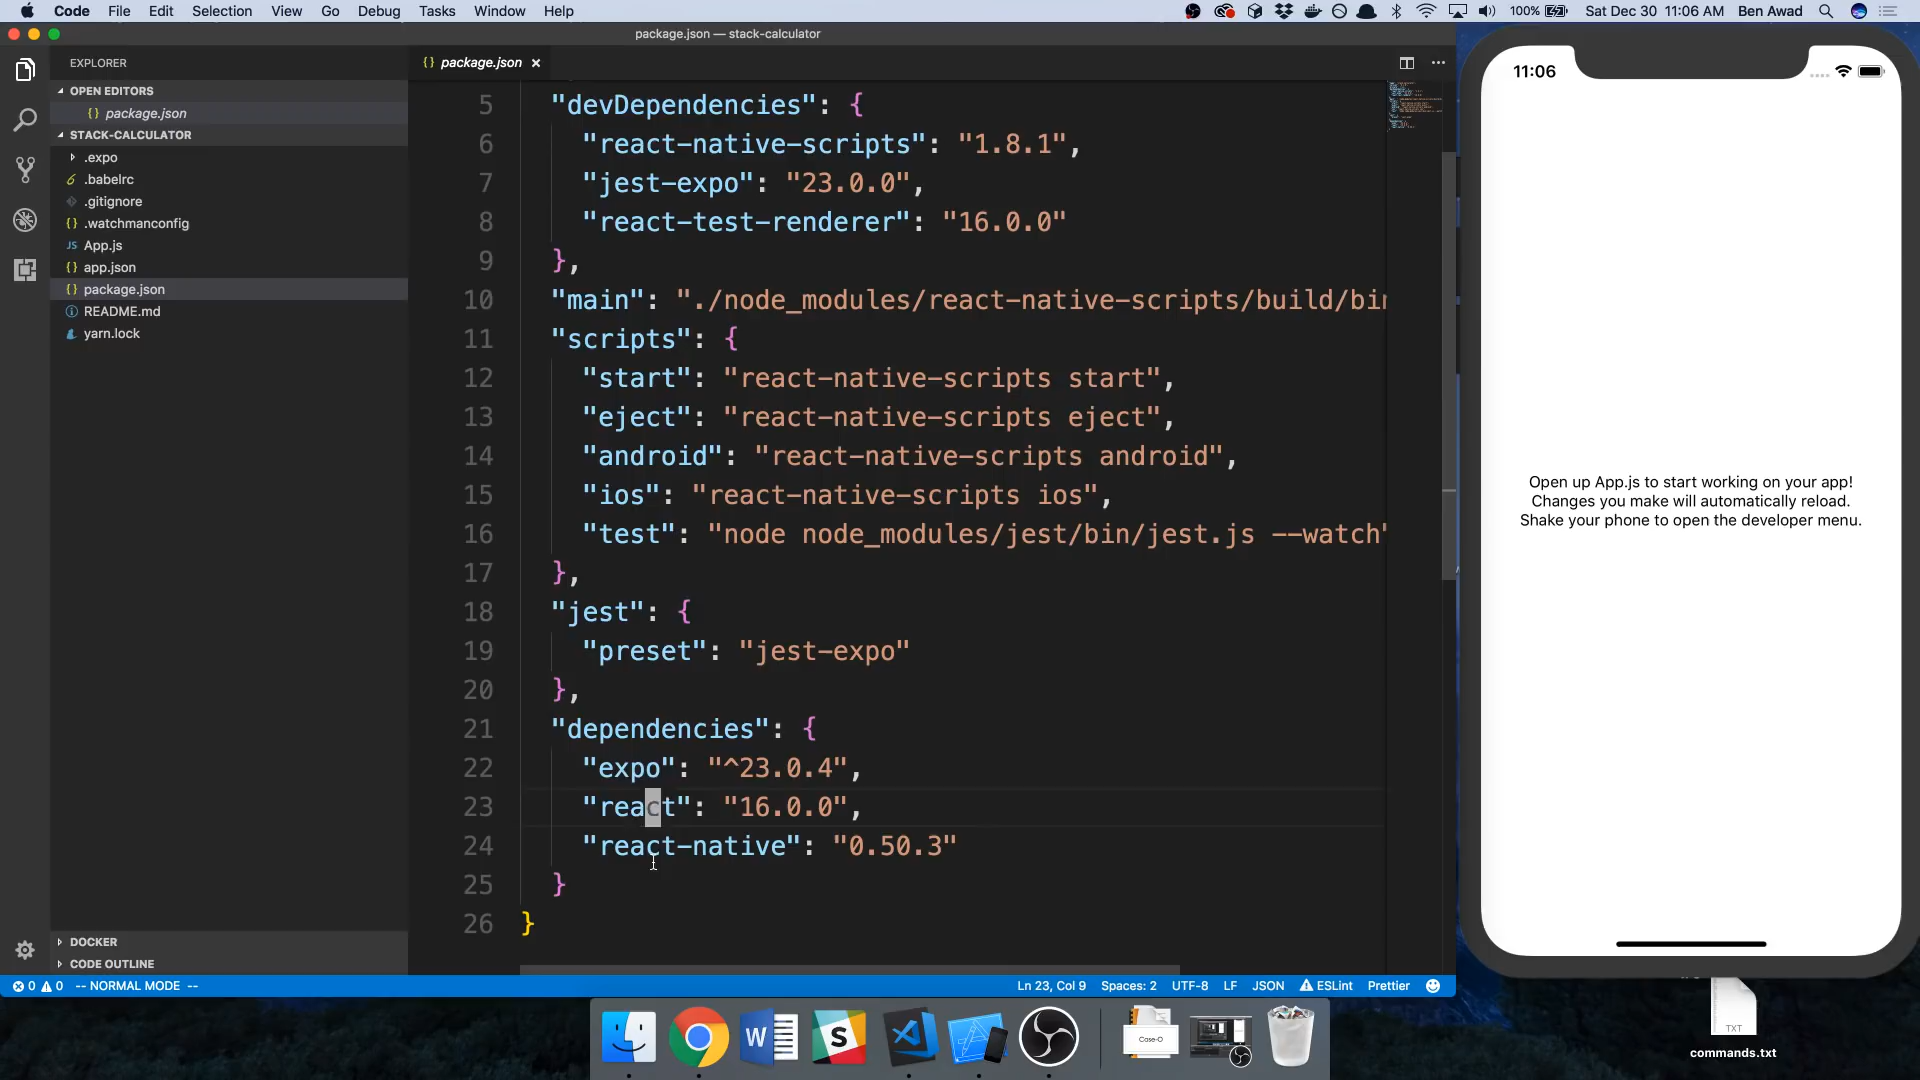 Code File Edit Selection View Go Debug Tasks Window Help
100% Sat Dec 30 11:06 AM Ben Awad
package.json — stack-calculator
EXPLORER
OPEN EDITORS
{} package.json
STACK-CALCULATOR
.expo
.babelrc
.gitignore
{} .watchmanconfig
JS App.js
{} app.json
{} package.json
README.md
yarn.lock
DOCKER
CODE OUTLINE
{} package.json ×
5 "devDependencies": {
6 "react-native-scripts": "1.8.1",
7 "jest-expo": "23.0.0",
8 "react-test-renderer": "16.0.0"
9 },
10 "main": "./node_modules/react-native-scripts/build/bin
11 "scripts": {
12 "start": "react-native-scripts start",
13 "eject": "react-native-scripts eject",
14 "android": "react-native-scripts android",
15 "ios": "react-native-scripts ios",
16 "test": "node node_modules/jest/bin/jest.js --watch"
17 },
18 "jest": {
19 "preset": "jest-expo"
20 },
21 "dependencies": {
22 "expo": "^23.0.4",
23 "react": "16.0.0",
24 "react-native": "0.50.3"
25 }
26 }
0 0 -- NORMAL MODE -- Ln 23, Col 9 Spaces: 2 UTF-8 LF JSON ESLint Prettier
11:06
Open up App.js to start working on your app!
Changes you make will automatically reload.
Shake your phone to open the developer menu.
W
S
Case-O
TXT
commands.txt